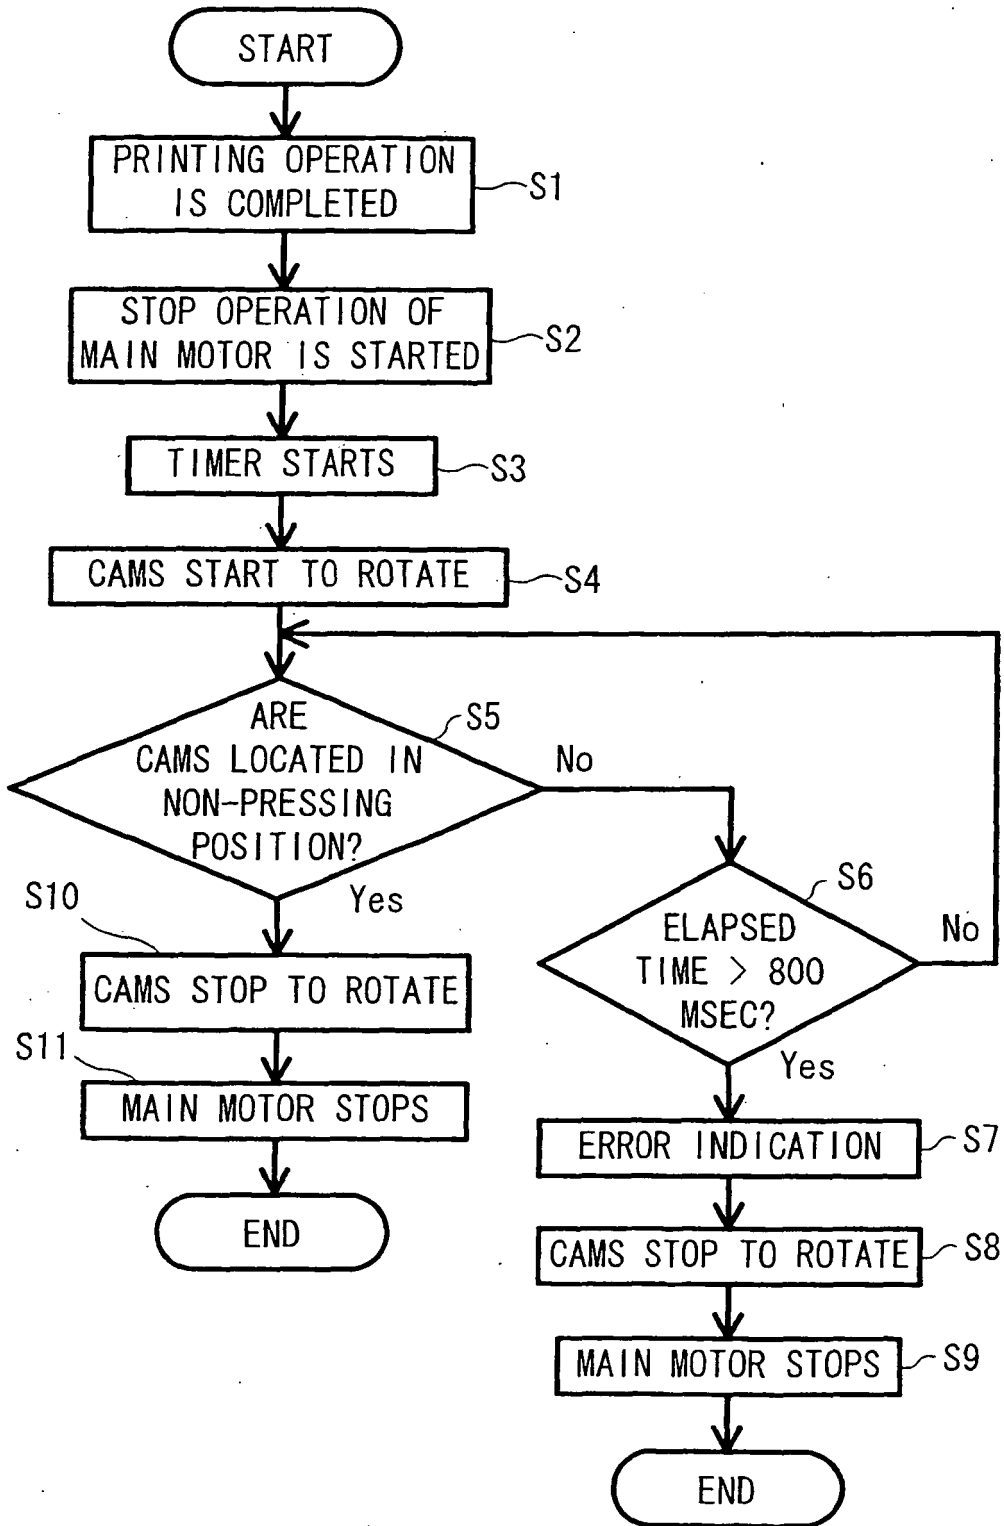 START
PRINTING OPERATION
IS COMPLETED
S1
STOP OPERATION OF
MAIN MOTOR IS STARTED
S2
TIMER STARTS
S3
CAMS START TO ROTATE
S4
ARE
CAMS LOCATED IN
NON-PRESSING
POSITION?
S5
No
Yes
S6
ELAPSED
TIME > 800
MSEC?
No
Yes
S10
CAMS STOP TO ROTATE
S11
MAIN MOTOR STOPS
END
ERROR INDICATION
S7
CAMS STOP TO ROTATE
S8
MAIN MOTOR STOPS
S9
END